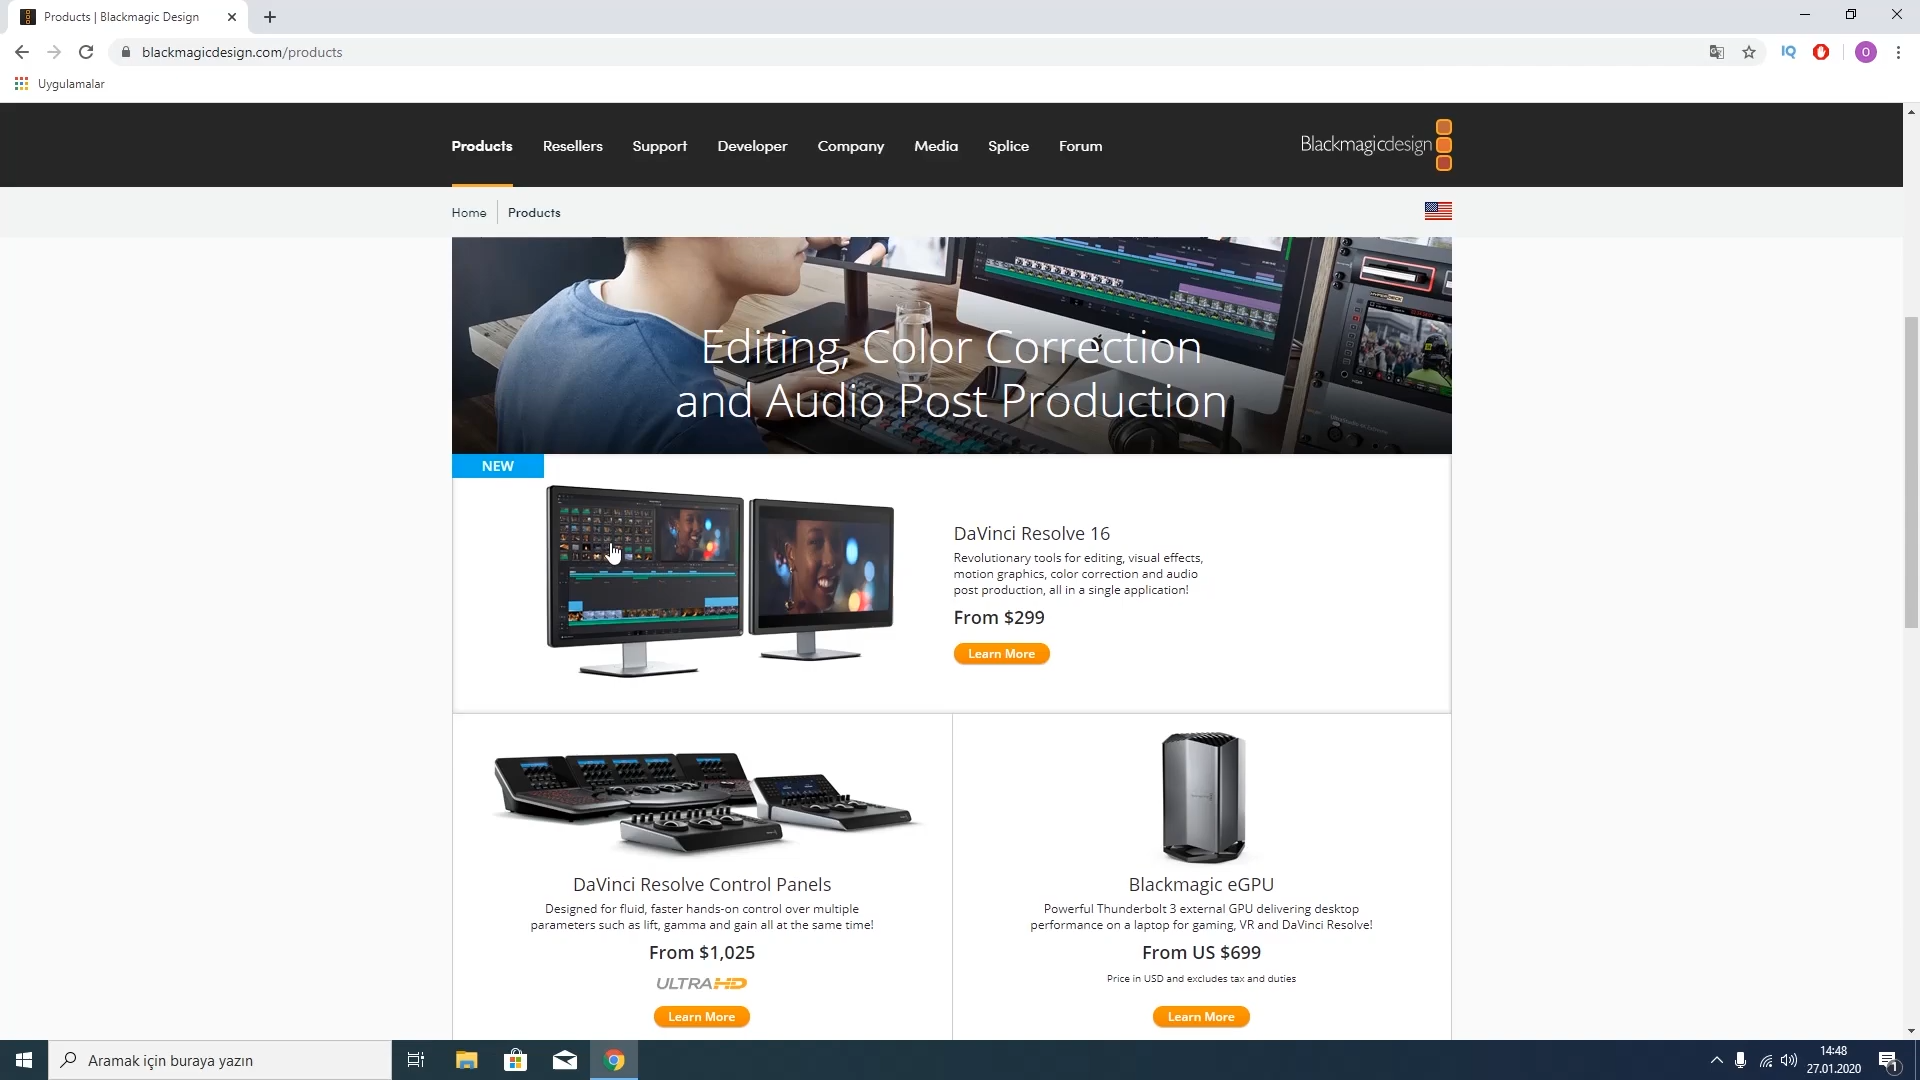 Products | Blackmagic Design
blackmagicdesign.com/products
IQ
O
Uygulamalar
Products
Resellers
Support
Developer
Company
Media
Splice
Forum
Blackmagicdesign
Home
Products
Editing, Color Correction
and Audio Post Production
NEW
DaVinci Resolve 16
Revolutionary tools for editing, visual effects,
motion graphics, color correction and audio
post production, all in a single application!
From $299
Learn More
DaVinci Resolve Control Panels
Designed for fluid, faster hands-on control over multiple
parameters such as lift, gamma and gain all at the same time!
From $1,025
ULTRAHD
Learn More
Blackmagic eGPU
Powerful Thunderbolt 3 external GPU delivering desktop
performance on a laptop for gaming, VR and DaVinci Resolve!
From US $699
Price in USD and excludes tax and duties
Learn More
Aramak için buraya yazın
14:48
27.01.2020
1